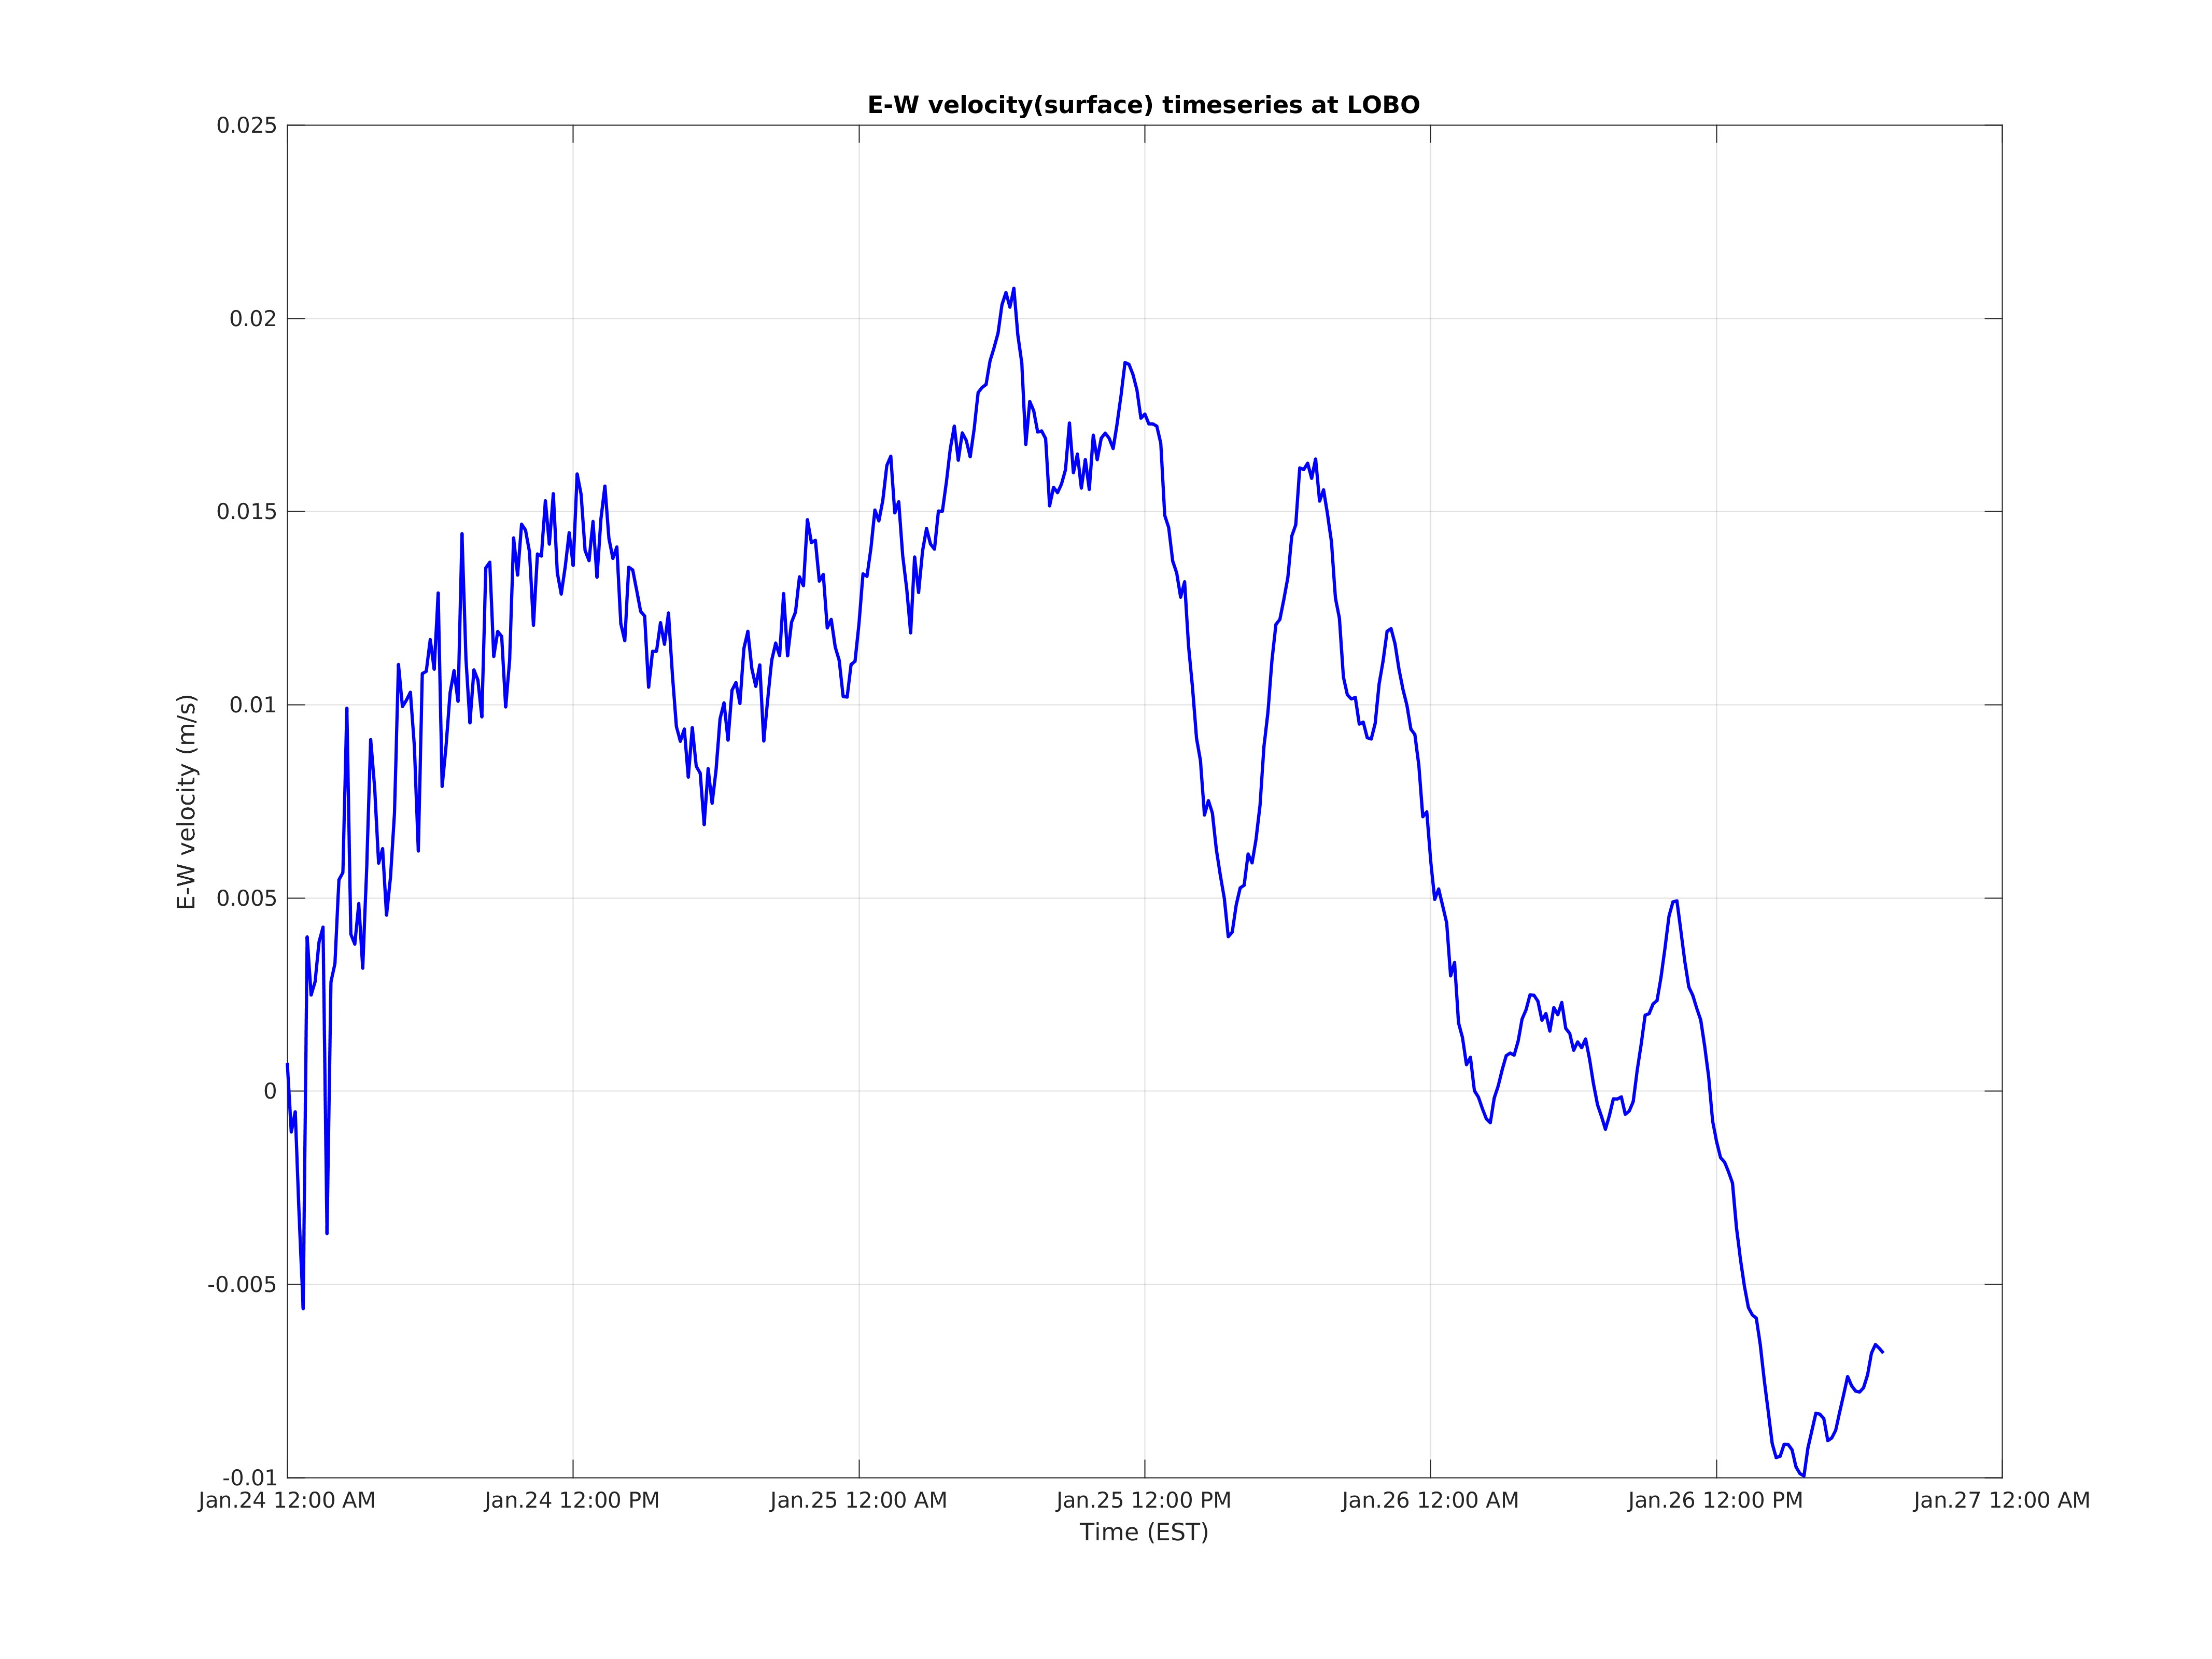 E-W velocity(surface) timeseries at LOBO
0.025
0.02
0.015
0.01
0.005
0
-0.005
-0.01
E-W velocity (m/s)
Jan.24 12:00 AM
Jan.24 12:00 PM
Jan.25 12:00 AM
Jan.25 12:00 PM
Jan.26 12:00 AM
Jan.26 12:00 PM
Jan.27 12:00 AM
Time (EST)